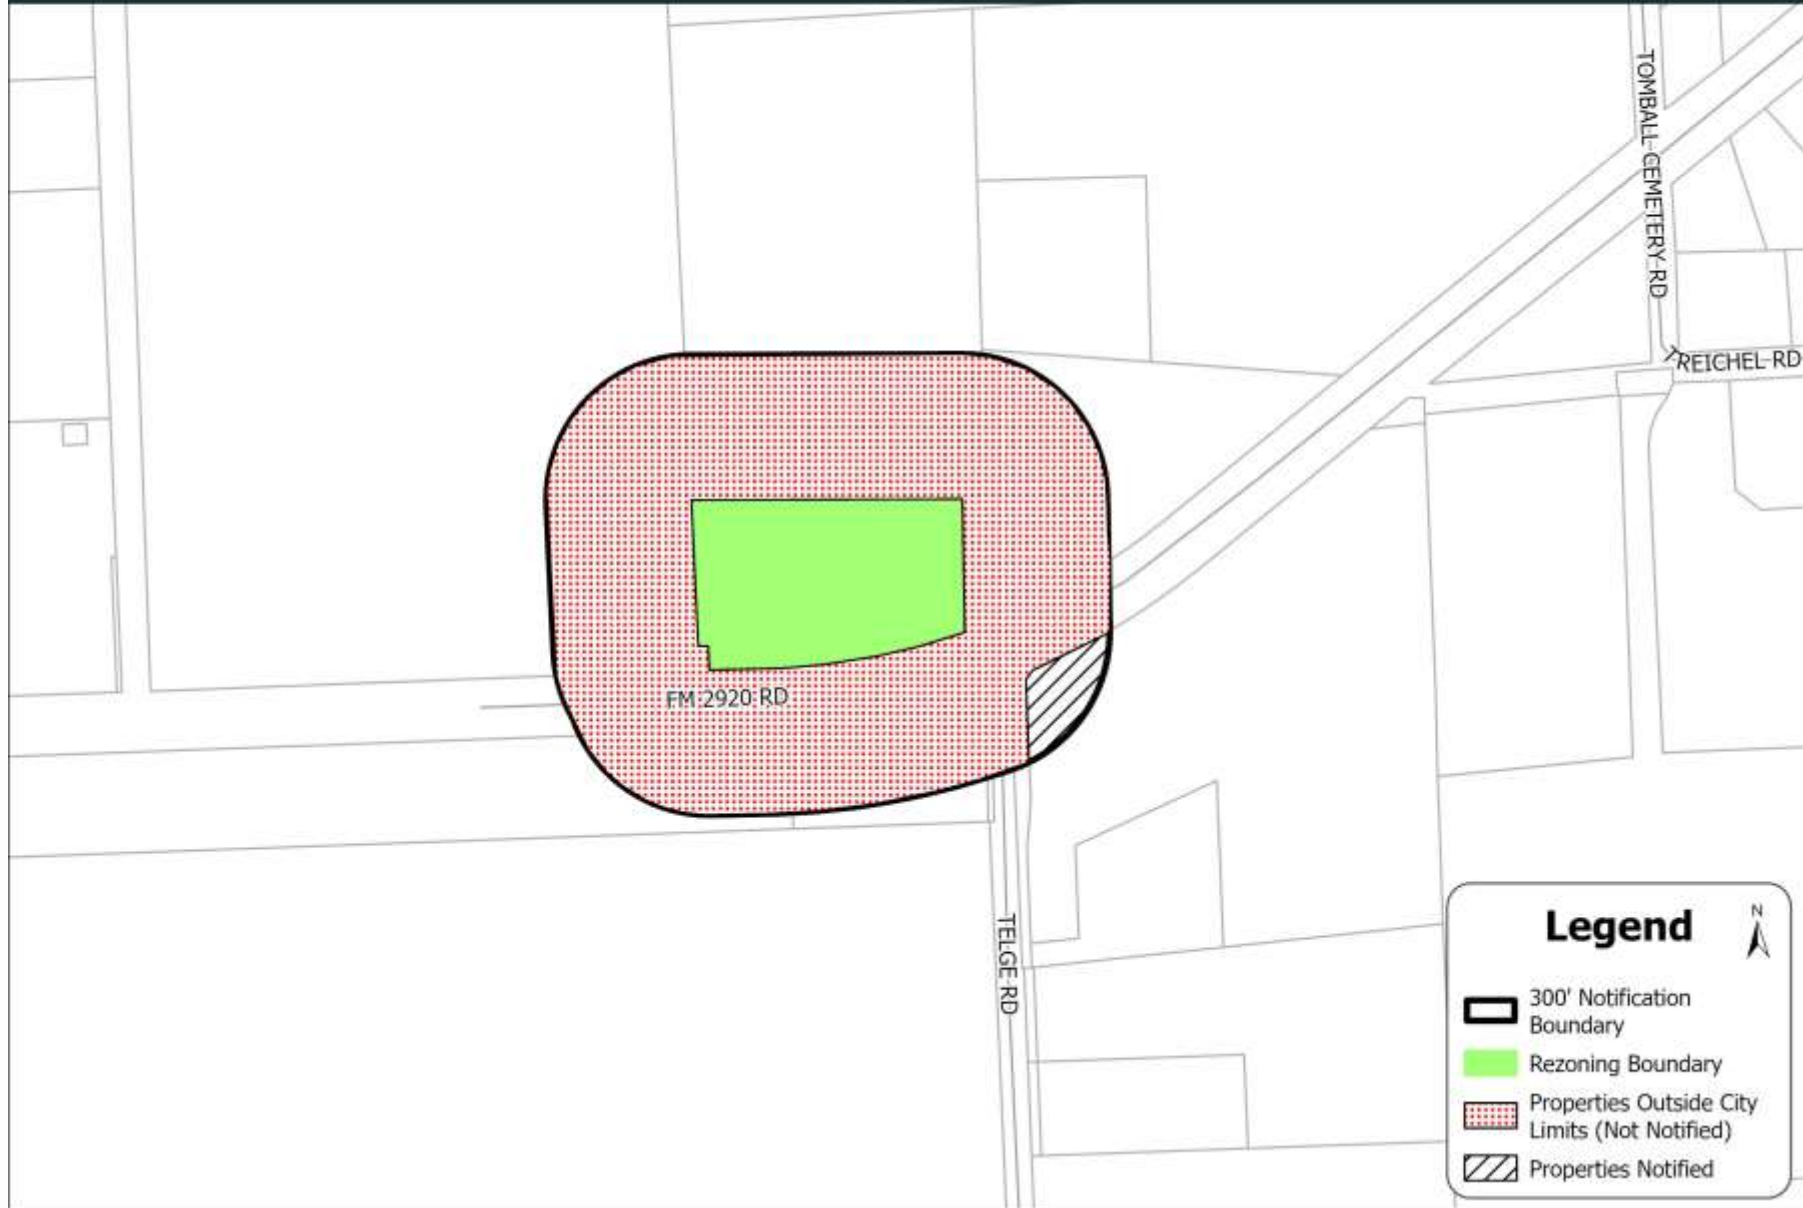 TOMBALL CEMETERY RD
REICHEL RD
FM 2920 RD
TELGE RD
Legend
N
300' Notification
Boundary
Rezoning Boundary
Properties Outside City
Limits (Not Notified)
Properties Notified